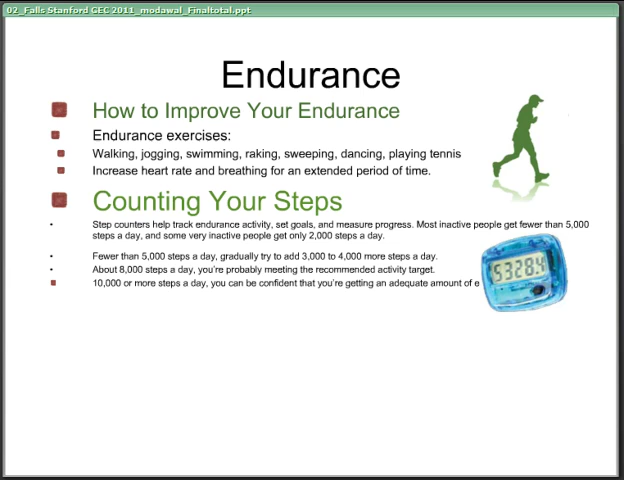 02_Falls Stanford GEC 2011_modawal_Finaltotal.ppt
Endurance
How to Improve Your Endurance
Endurance exercises:
Walking, jogging, swimming, raking, sweeping, dancing, playing tennis
Increase heart rate and breathing for an extended period of time.
Counting Your Steps
Step counters help track endurance activity, set goals, and measure progress. Most inactive people get fewer than 5,000
steps a day, and some very inactive people get only 2,000 steps a day.
Fewer than 5,000 steps a day, gradually try to add 3,000 to 4,000 more steps a day.
About 8,000 steps a day, you're probably meeting the recommended activity target.
10,000 or more steps a day, you can be confident that you're getting an adequate amount of
5328.4